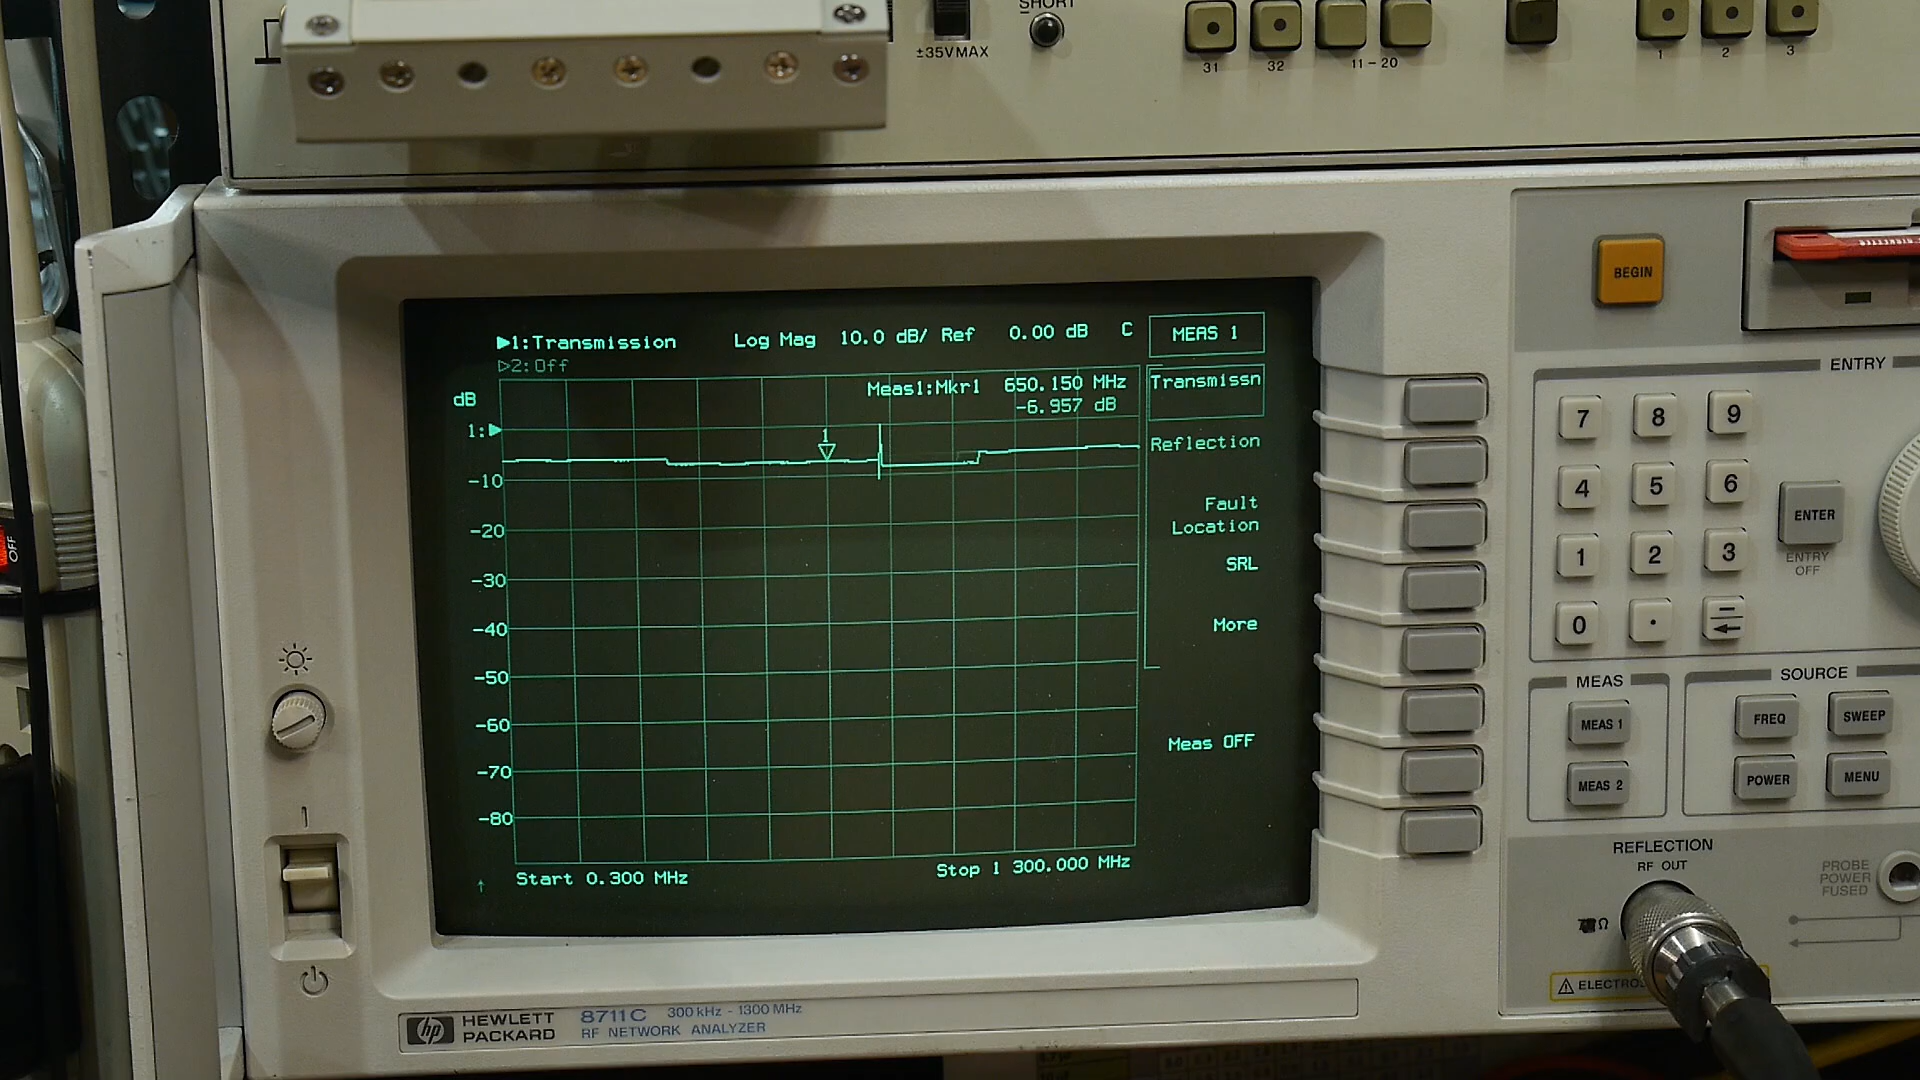 SHORT
±35VMAX
31
32
11-20
1
2
3
BEGIN
▶1:Transmission Log Mag 10.0 dB/ Ref 0.00 dB C
▷2:Off
MEAS 1
dB
Meas1:Mkr1 650.150 MHz
-6.957 dB
1:▶
1
-10
-20
-30
-40
-50
-60
-70
-80
Start 0.300 MHz
Stop 1 300.000 MHz
Transmissn
Reflection
Fault
Location
SRL
More
Meas OFF
ENTRY
7 8 9
4 5 6
1 2 3
0 .
ENTER
ENTRY
OFF
MEAS
MEAS 1
MEAS 2
SOURCE
FREQ SWEEP
POWER MENU
REFLECTION
RF OUT
PROBE
POWER
FUSED
Ω
ELECTROS
OFF
hp HEWLETT
PACKARD
8711C 300 kHz - 1300 MHz
RF NETWORK ANALYZER